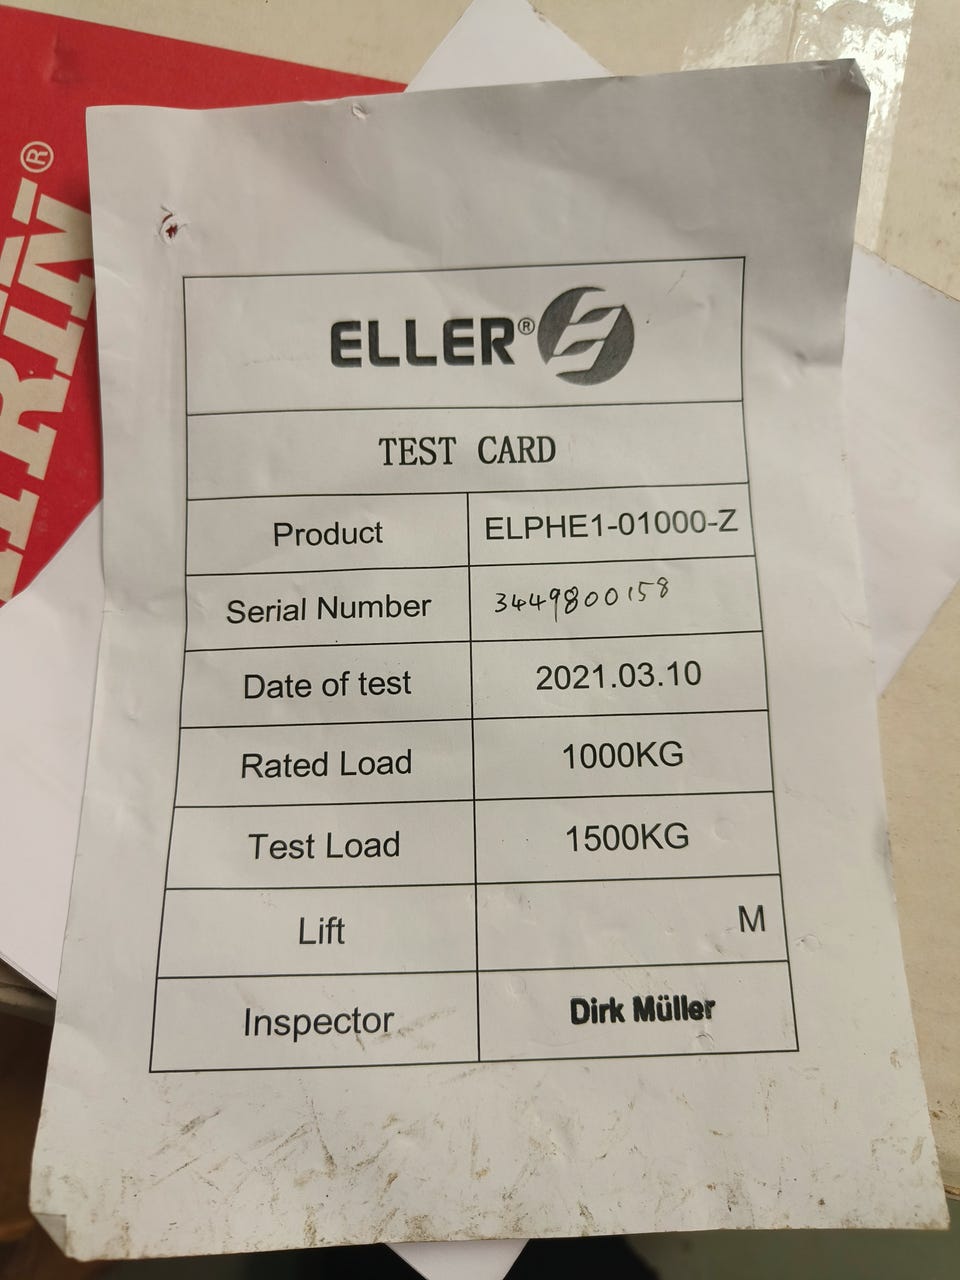 RIN®
ELLER®
TEST CARD
Product ELPHE1-01000-Z
Serial Number 3449800158
Date of test 2021.03.10
Rated Load 1000KG
Test Load 1500KG
Lift M
Inspector Dirk Müller